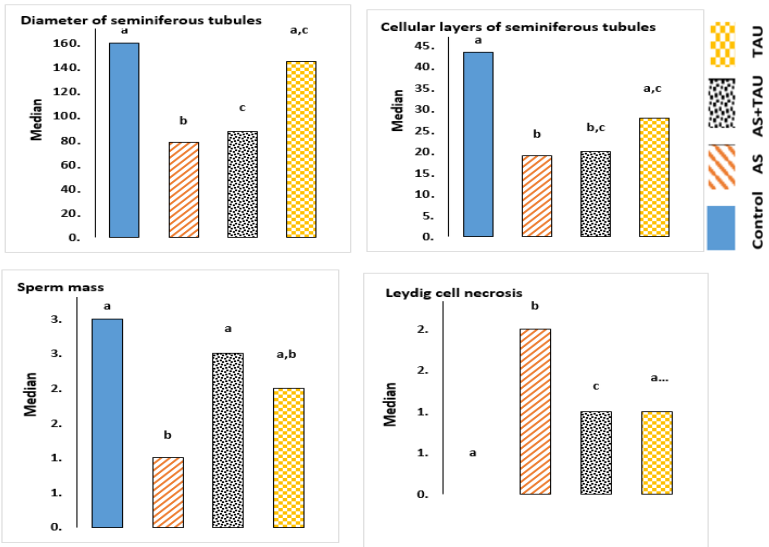 Diameter of seminiferous tubules
a
a,c
160.
140.
120.
100.
80.
60.
40.
20.
0.
Median
b
c
Cellular layers of seminiferous tubules
a
45.
40.
35.
30.
25.
20.
15.
10.
5.
0.
Median
b
b,c
a,c
TAU
AS+TAU
AS
Control
Sperm mass
a
3.
3.
2.
2.
1.
1.
0.
Median
b
a
a,b
Leydig cell necrosis
b
2.
2.
1.
1.
0.
Median
a
c
a...